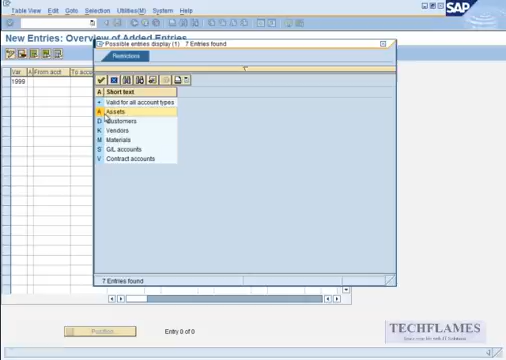 Table View Edit Goto Selection Utilities(M) System Help
SAP
New Entries: Overview of Added Entries
Possible entries display (1) 7 Entries found
Restrictions
Var. A From acct To acco
1999
A Short text
+ Valid for all account types
A Assets
D Customers
K Vendors
M Materials
S G/L accounts
V Contract accounts
7 Entries found
Position... Entry 0 of 0
TECHFLAMES